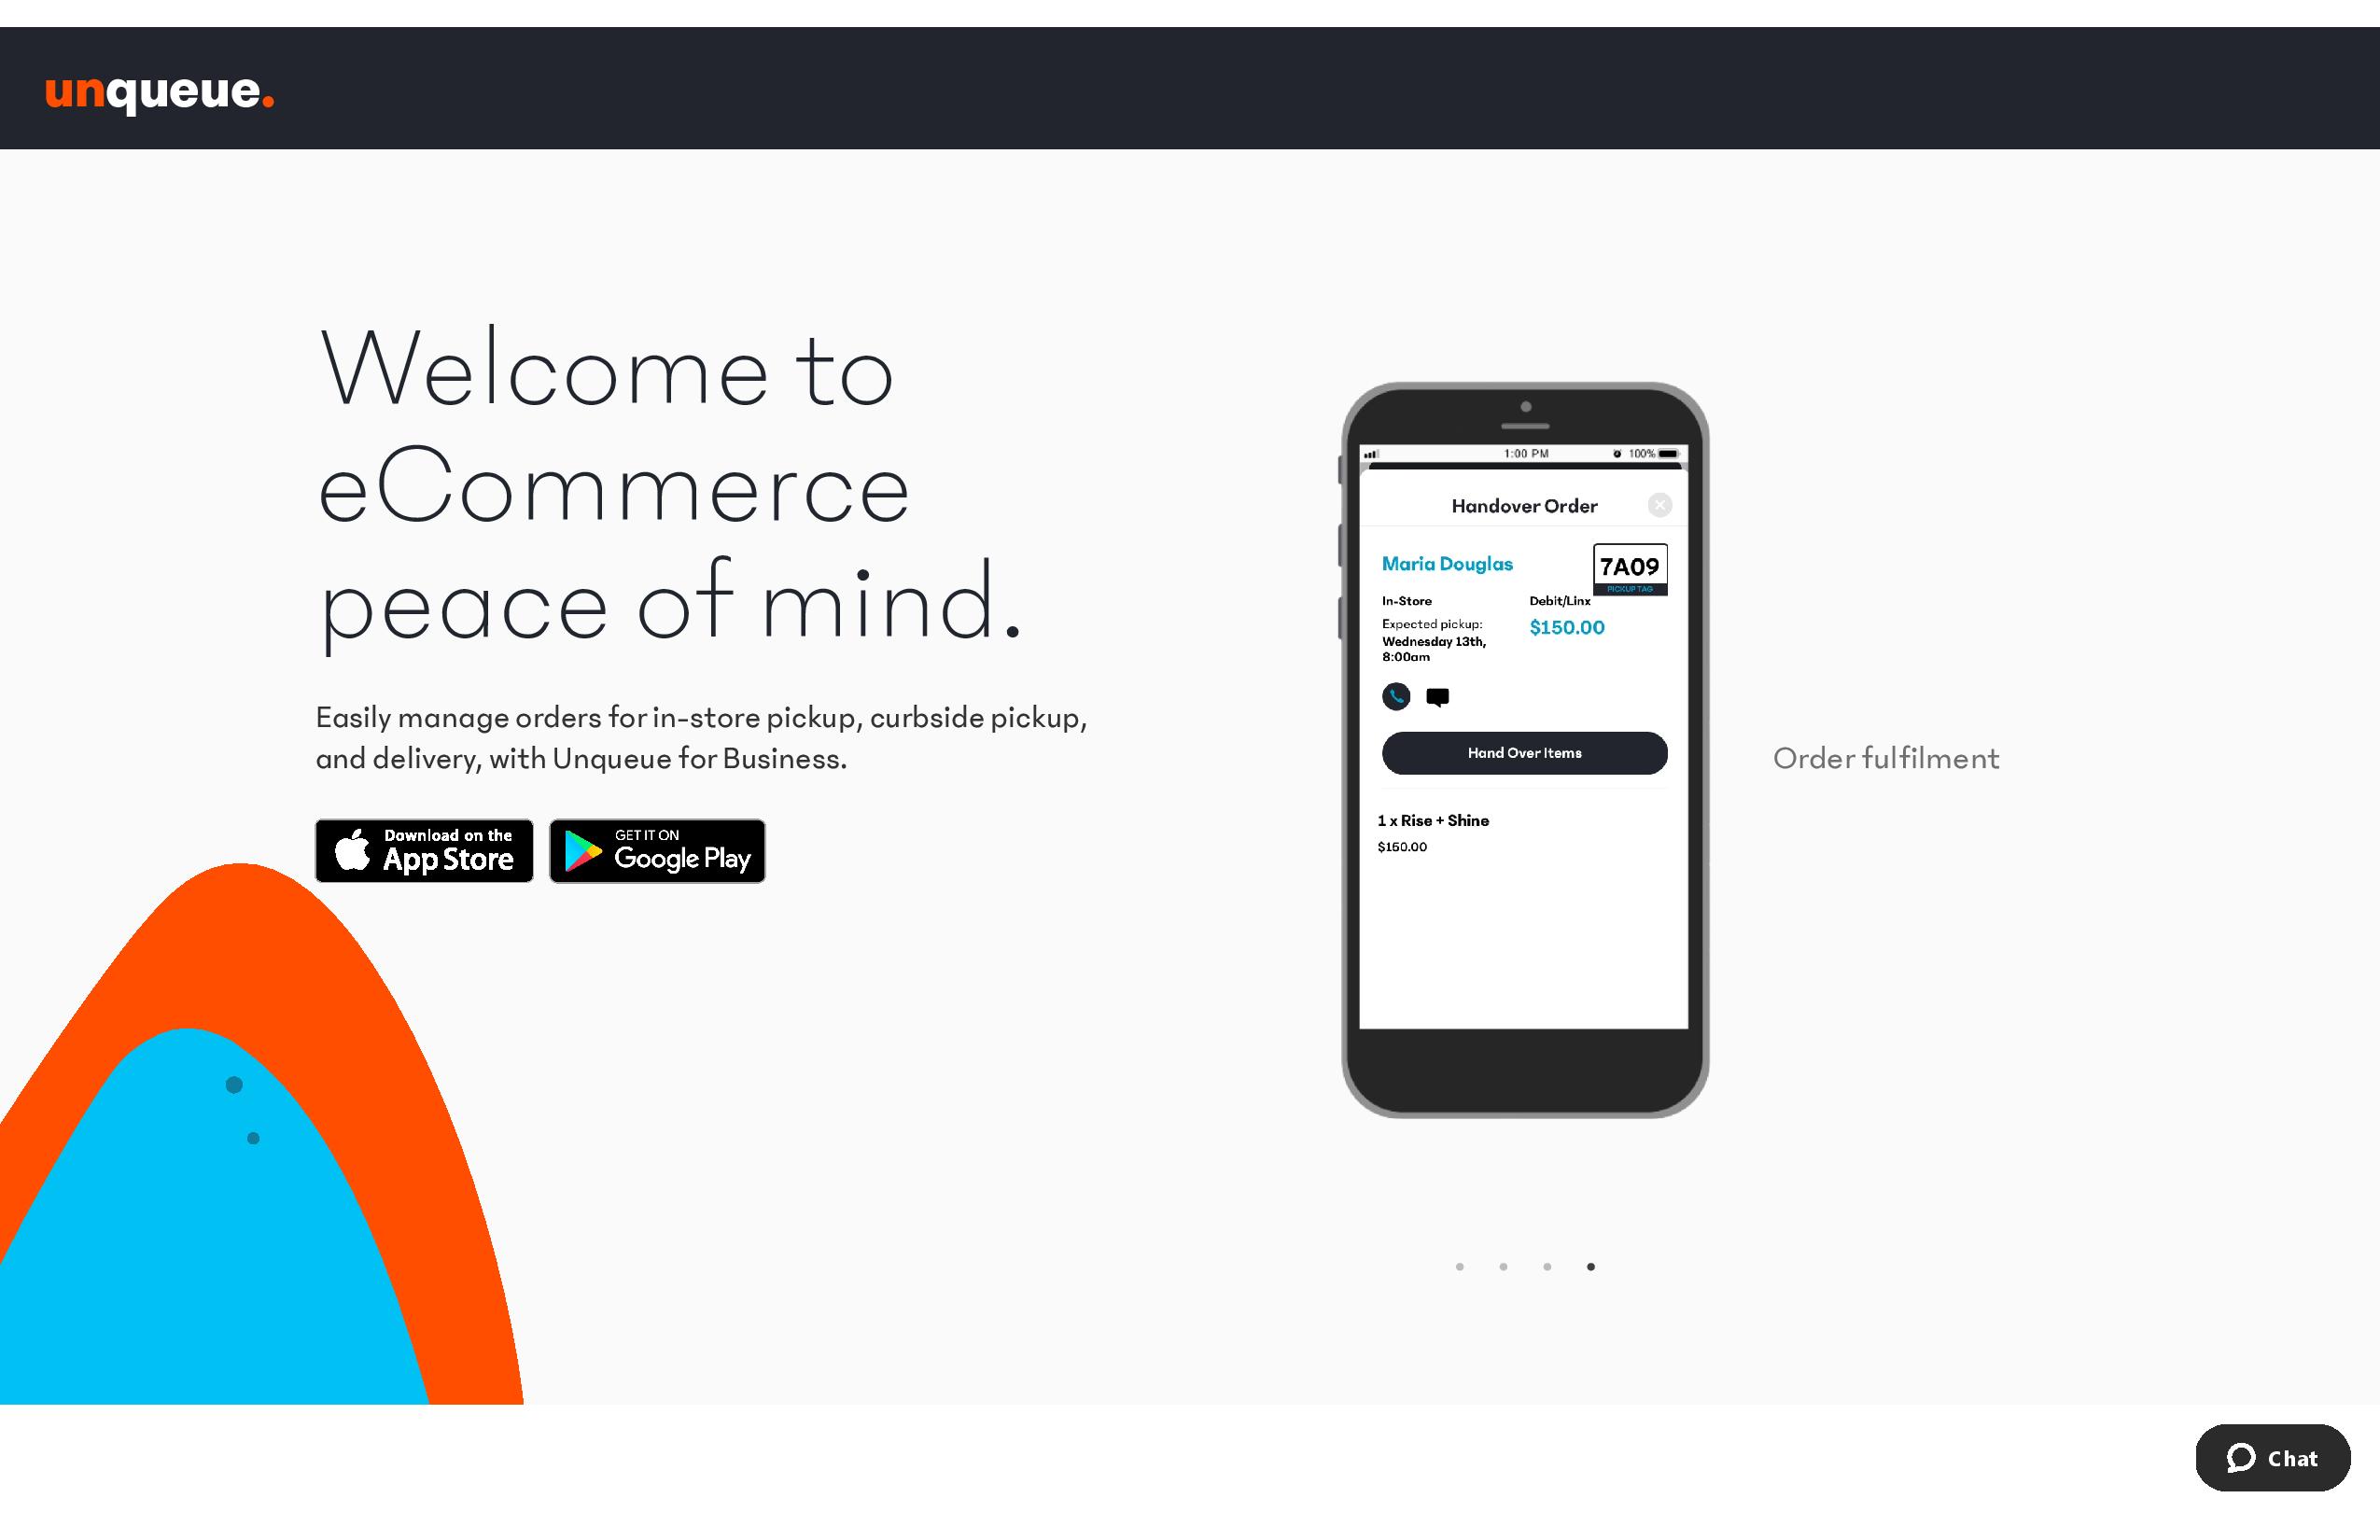 unqueue.
Welcome to
eCommerce
peace of mind.
Easily manage orders for in-store pickup, curbside pickup,
and delivery, with Unqueue for Business.
Download on the
App Store
GET IT ON
Google Play
1:00 PM
100%
Handover Order
Maria Douglas
7A09
PICKUP TAG
In-Store
Debit/Linx
Expected pickup:
$150.00
Wednesday 13th,
8:00am
Hand Over Items
1 x Rise + Shine
$150.00
Order fulfilment
Chat